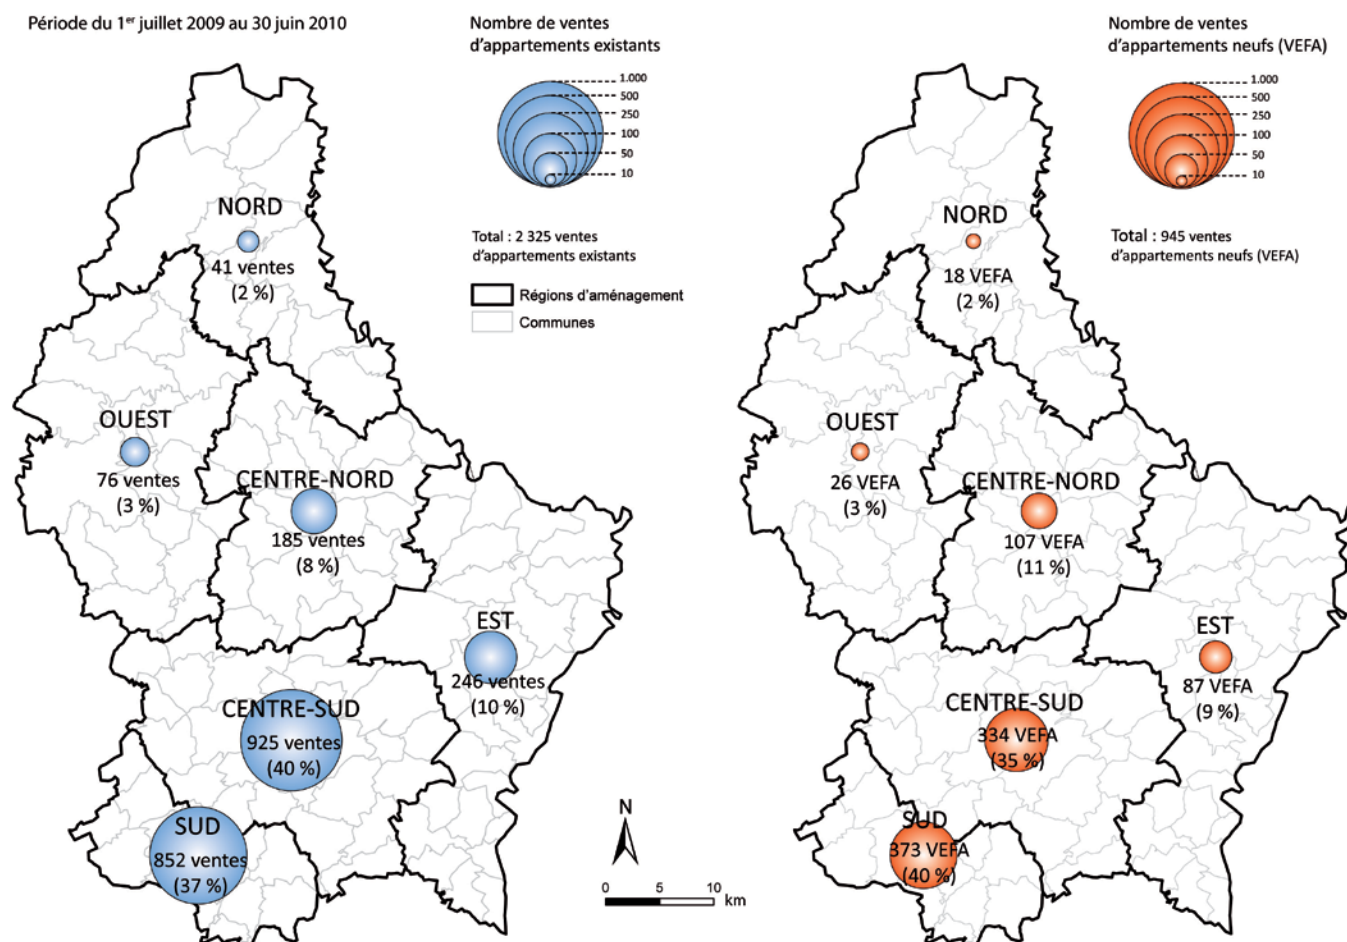 Période du 1er juillet 2009 au 30 juin 2010
Nombre de ventes
d'appartements existants
1.000
500
250
100
50
10
Total : 2 325 ventes
d'appartements existants
Régions d'aménagement
Communes
NORD
41 ventes
(2 %)
OUEST
76 ventes
(3 %)
CENTRE-NORD
185 ventes
(8 %)
EST
246 ventes
(10 %)
CENTRE-SUD
925 ventes
(40 %)
SUD
852 ventes
(37 %)
N
0 5 10
km
Nombre de ventes
d'appartements neufs (VEFA)
1.000
500
250
100
50
10
Total : 945 ventes
d'appartements neufs (VEFA)
NORD
18 VEFA
(2 %)
OUEST
26 VEFA
(3 %)
CENTRE-NORD
107 VEFA
(11 %)
EST
87 VEFA
(9 %)
CENTRE-SUD
334 VEFA
(35 %)
SUD
373 VEFA
(40 %)